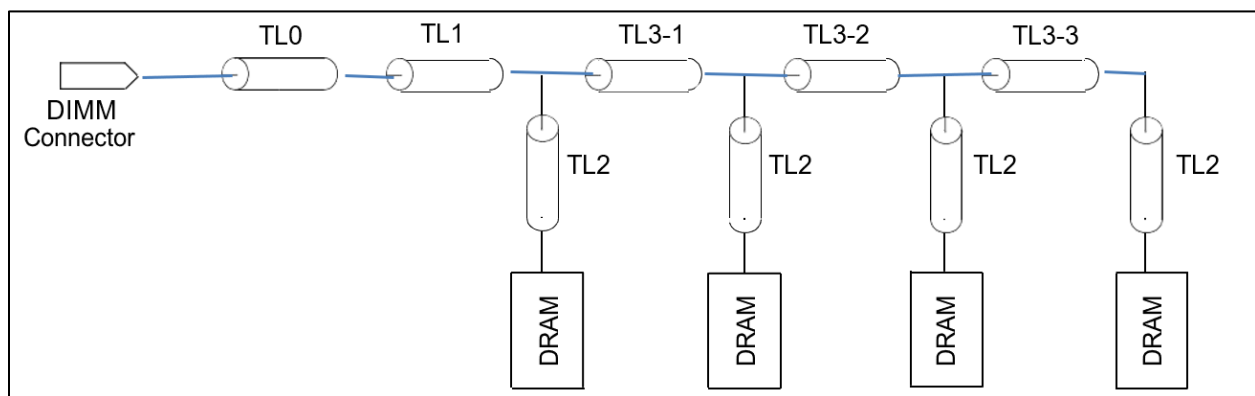 TL0
TL1
TL3-1
TL3-2
TL3-3
DIMM
Connector
TL2
TL2
TL2
TL2
DRAM
DRAM
DRAM
DRAM